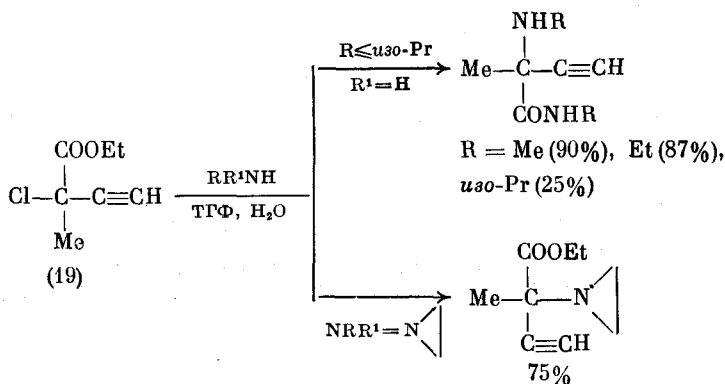 NHR
R≤изо-Pr
Me—C—C≡CH
R¹=H
CONHR
COOEt
R = Me (90%), Et (87%),
RR¹NH
изо-Pr (25%)
Cl—C—C≡CH
ТГФ, H₂O
Me
COOEt
(19)
Me—C—N
NRR¹=N
C≡CH
75%